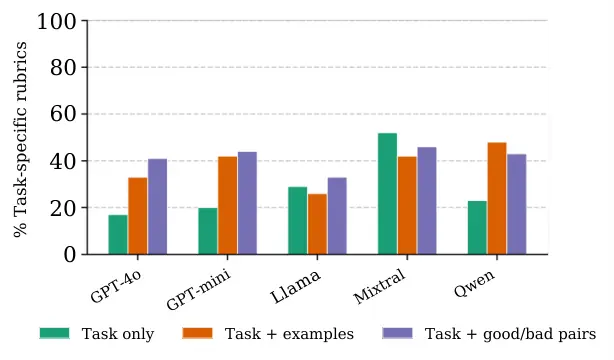 % Task-specific rubrics
100
80
60
40
20
0
GPT-4o
GPT-mini
Llama
Mixtral
Qwen
Task only
Task + examples
Task + good/bad pairs